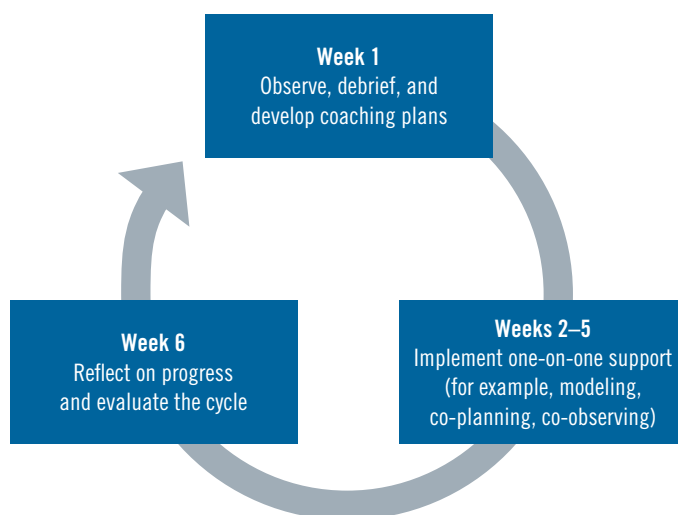 Week 1
Observe, debrief, and
develop coaching plans
Weeks 2–5
Implement one-on-one support
(for example, modeling,
co-planning, co-observing)
Week 6
Reflect on progress
and evaluate the cycle